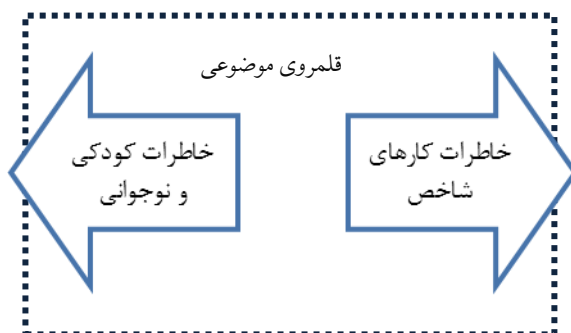 قلمروی موضوعی
خاطرات کارهای
شاخص
خاطرات کودکی
و نوجوانی